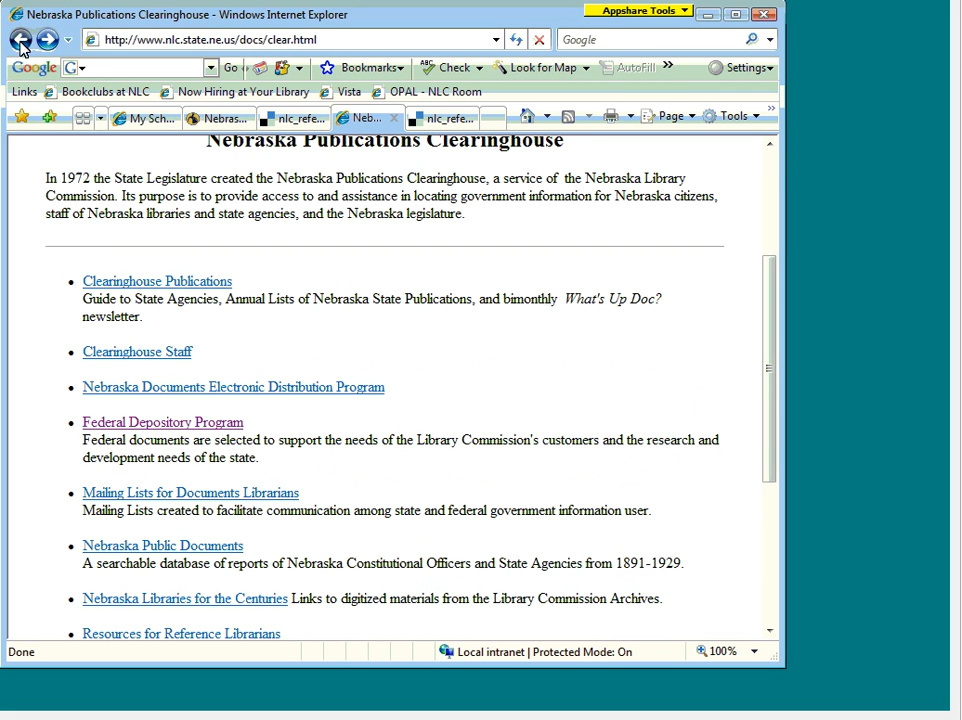 Nebraska Publications Clearinghouse - Windows Internet Explorer
Appshare Tools
http://www.nlc.state.ne.us/docs/clear.html
Google
Google G Go Bookmarks Check Look for Map AutoFill » Settings
Links Bookclubs at NLC Now Hiring at Your Library Vista OPAL - NLC Room
My Sch... Nebras... nlc_refe... Neb... nlc_refe... Page Tools »
Nebraska Publications Clearinghouse
In 1972 the State Legislature created the Nebraska Publications Clearinghouse, a service of the Nebraska Library
Commission. Its purpose is to provide access to and assistance in locating government information for Nebraska citizens,
staff of Nebraska libraries and state agencies, and the Nebraska legislature.
Clearinghouse Publications
Guide to State Agencies, Annual Lists of Nebraska State Publications, and bimonthly What's Up Doc?
newsletter.
Clearinghouse Staff
Nebraska Documents Electronic Distribution Program
Federal Depository Program
Federal documents are selected to support the needs of the Library Commission's customers and the research and
development needs of the state.
Mailing Lists for Documents Librarians
Mailing Lists created to facilitate communication among state and federal government information user.
Nebraska Public Documents
A searchable database of reports of Nebraska Constitutional Officers and State Agencies from 1891-1929.
Nebraska Libraries for the Centuries Links to digitized materials from the Library Commission Archives.
Resources for Reference Librarians
Done Local intranet | Protected Mode: On 100%